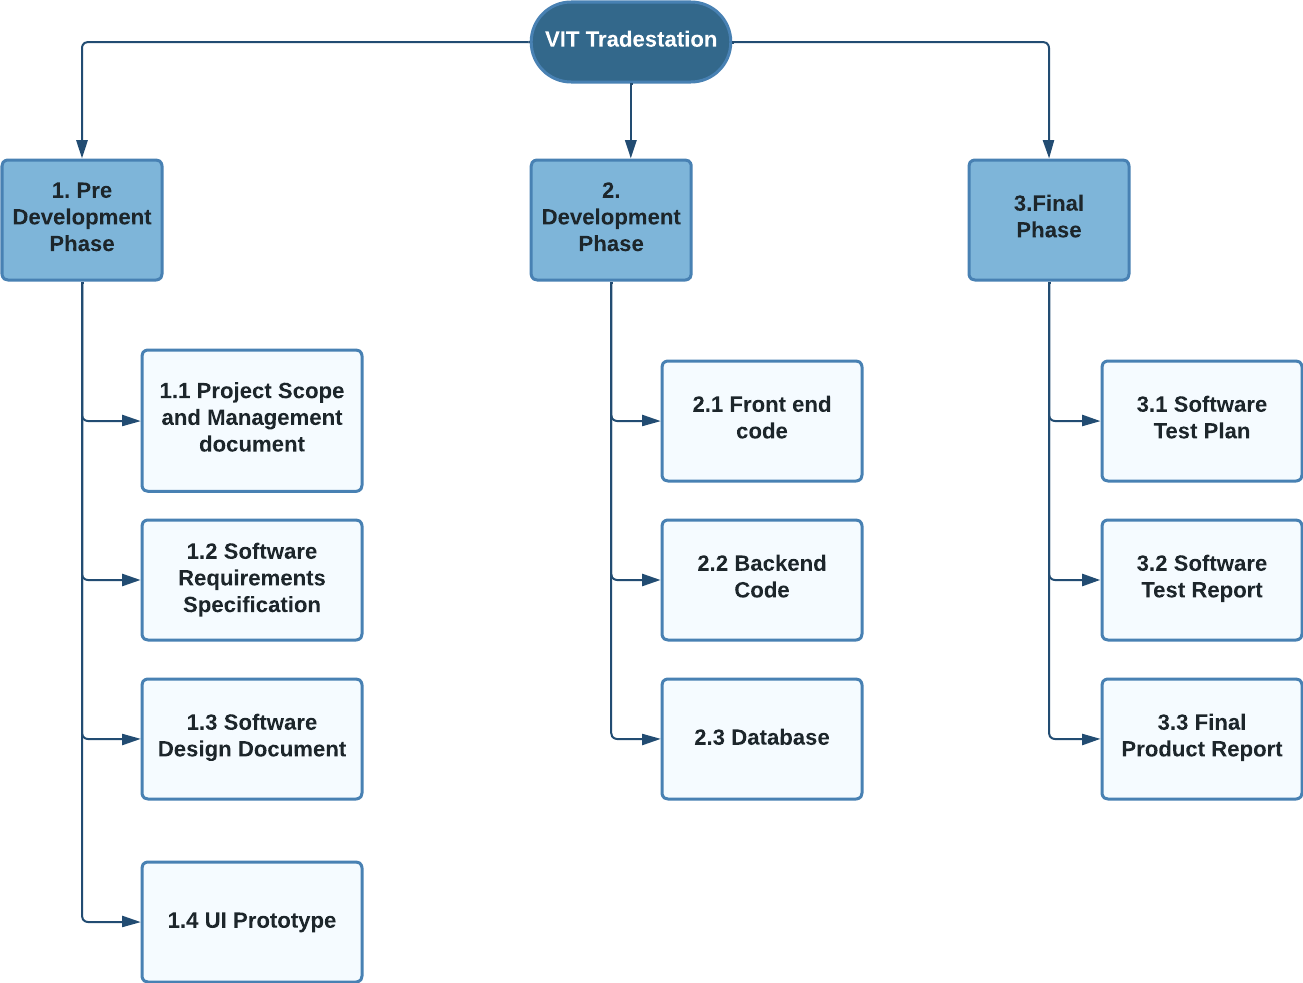 VIT Tradestation
1. Pre
Development
Phase
2.
Development
Phase
3.Final
Phase
1.1 Project Scope
and Management
document
1.2 Software
Requirements
Specification
1.3 Software
Design Document
1.4 UI Prototype
2.1 Front end
code
2.2 Backend
Code
2.3 Database
3.1 Software
Test Plan
3.2 Software
Test Report
3.3 Final
Product Report